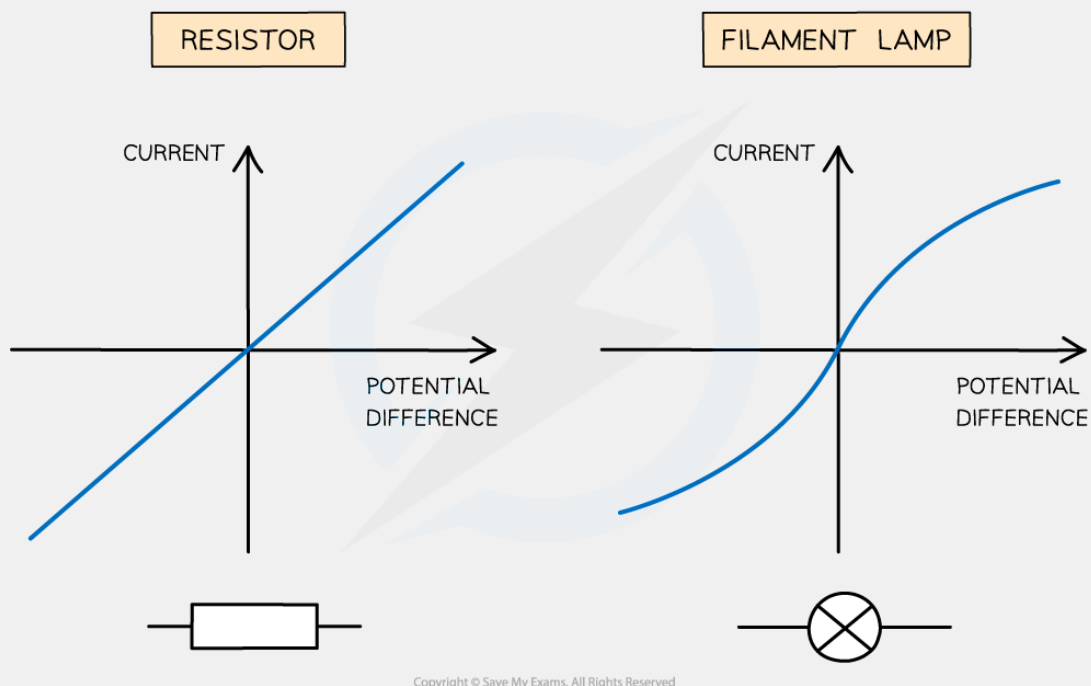 RESISTOR
FILAMENT LAMP
CURRENT
CURRENT
POTENTIAL
DIFFERENCE
POTENTIAL
DIFFERENCE
Copyright © Save My Exams. All Rights Reserved